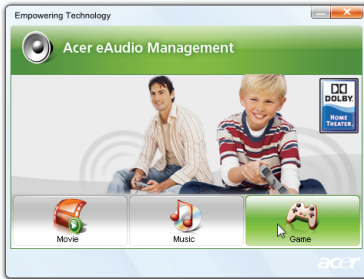 Empowering Technology
Acer eAudio Management
DOLBY
HOME
THEATER
Movie
Music
Game
acer